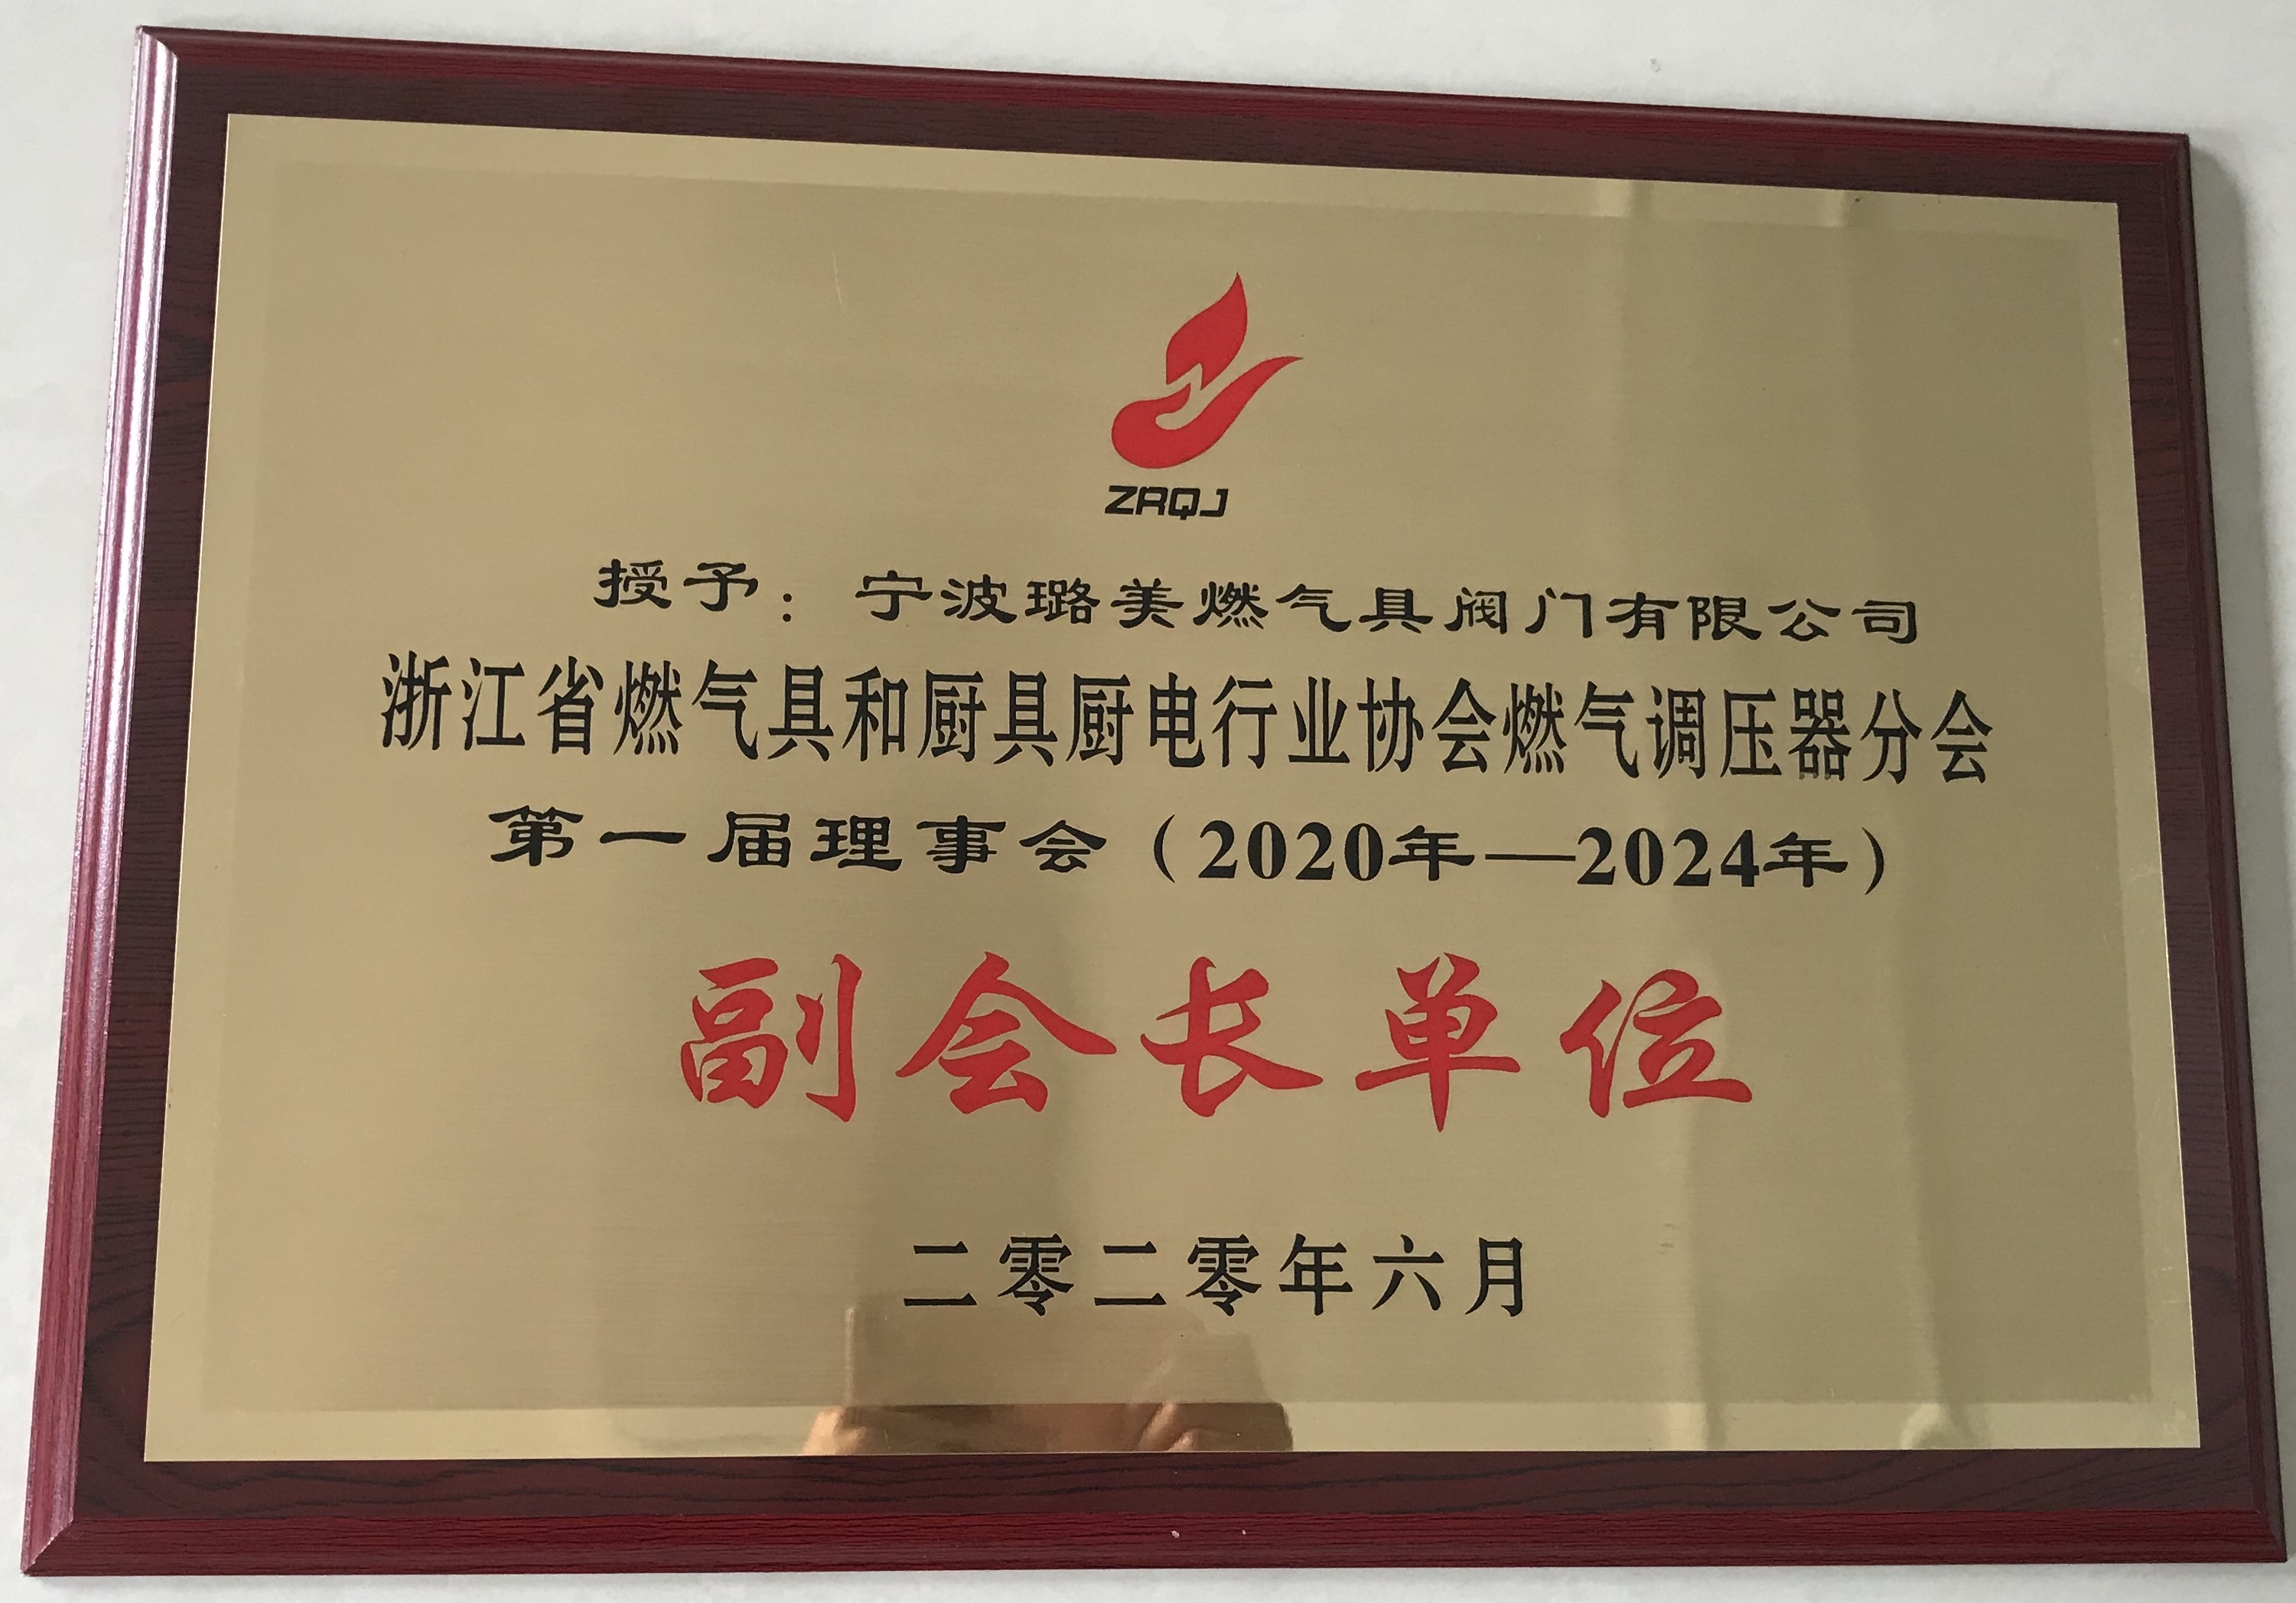 ZRQJ
授予：宁波璐美燃气具阀门有限公司
浙江省燃气具和厨具厨电行业协会燃气调压器分会
第一届理事会（2020年—2024年）
副会长单位
二零二零年六月